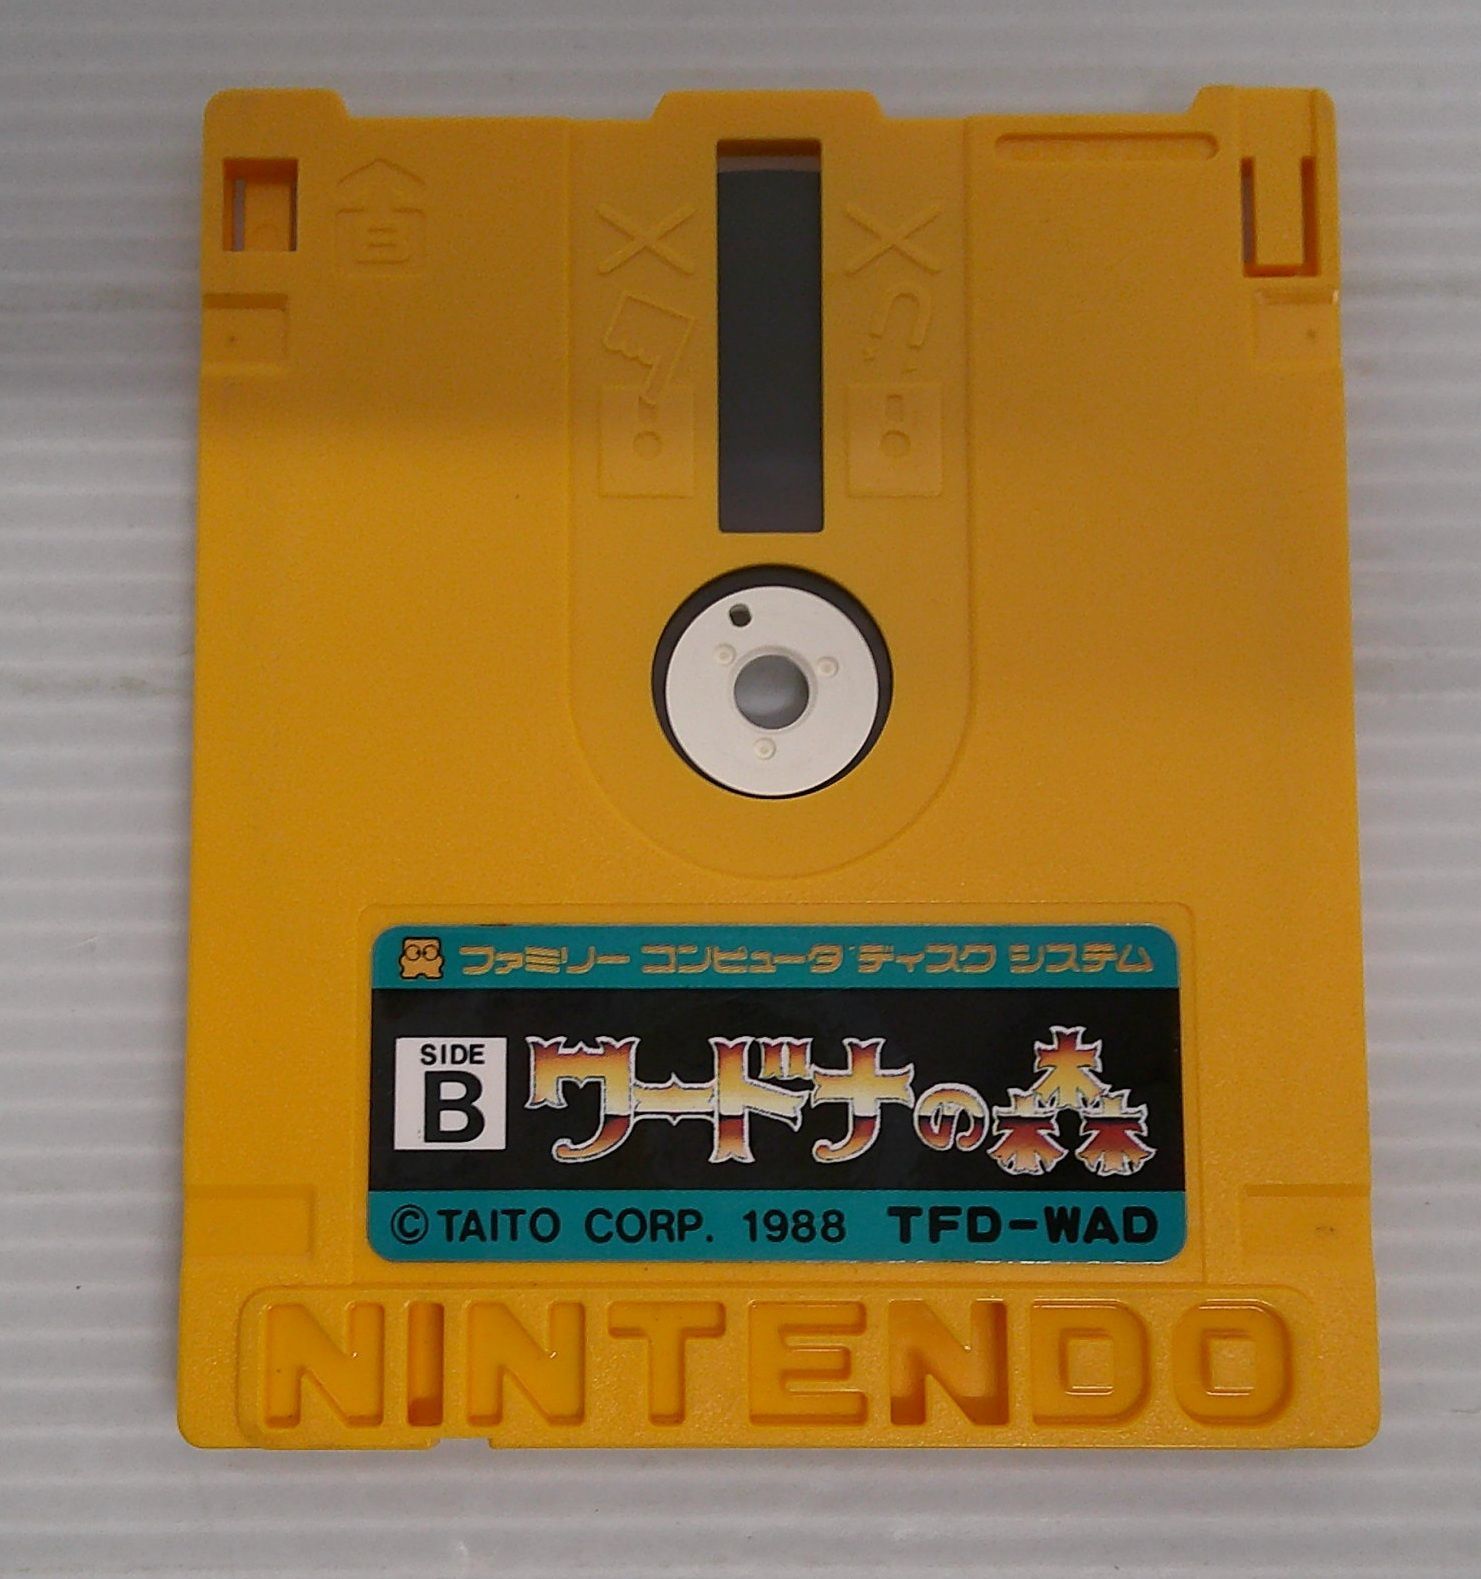 B
ファミリー コンピュータ ディスク システム
SIDE
B
ワードナの森
©TAITO CORP. 1988 TFD-WAD
NINTENDO